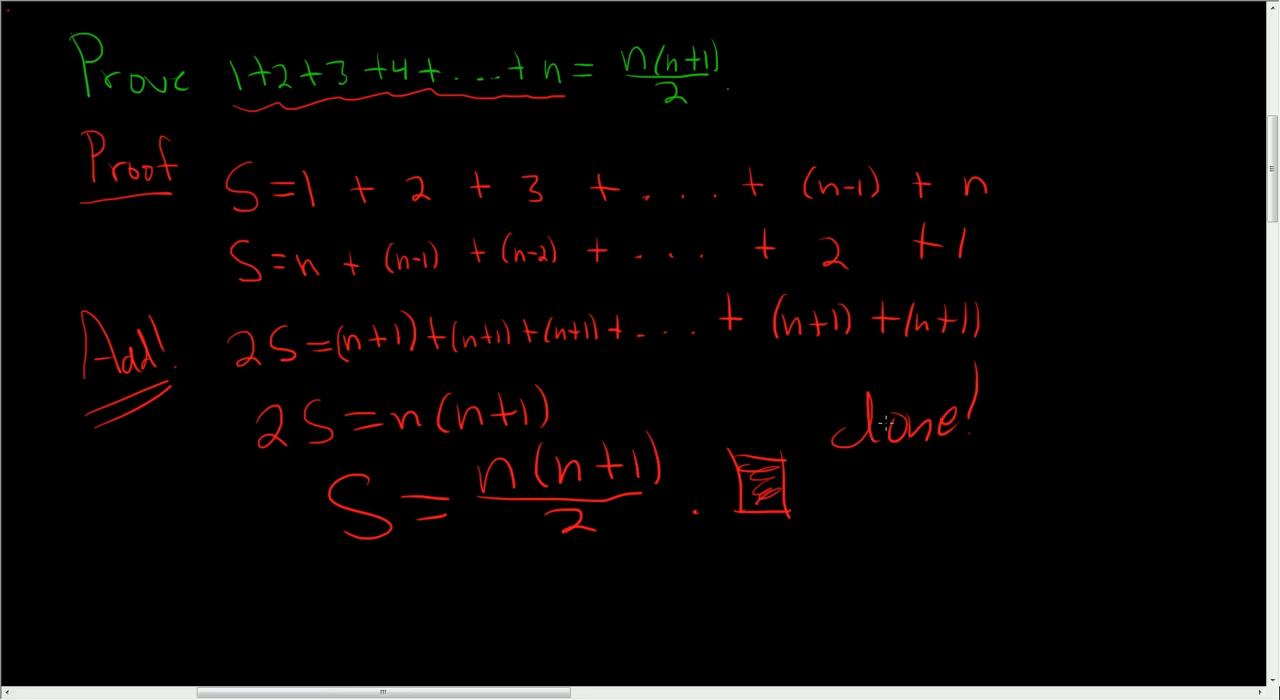 Prove 1+2+3+4+....+n = n(n+1)/2.
Proof S=1 + 2 + 3 + .... + (n-1) + n
S=n + (n-1) + (n-2) + .... + 2 + 1
Add! 2S=(n+1)+(n+1)+(n+1)+.... + (n+1) +(n+1)
2S=n(n+1) done!
S= n(n+1)/2.